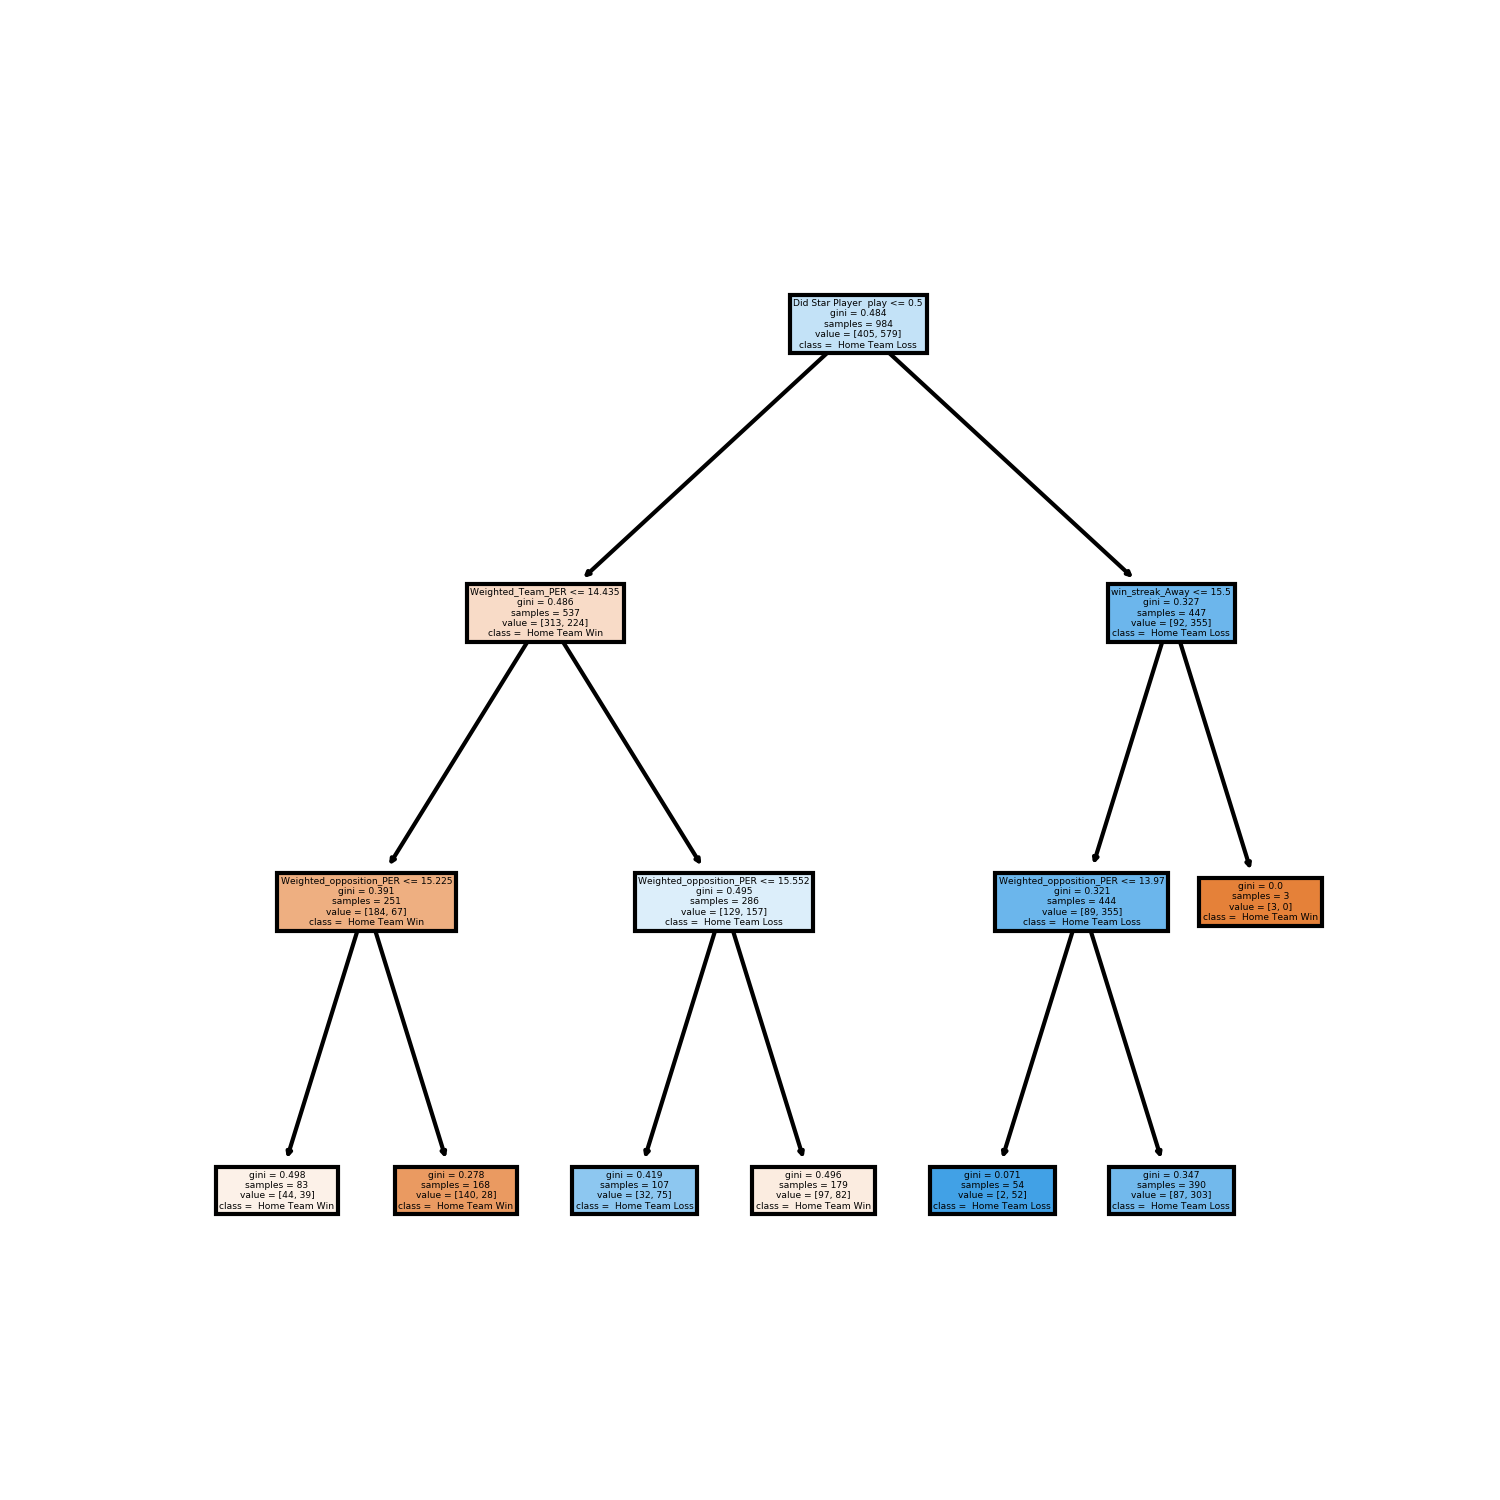 Did Star Player  play <= 0.5
gini = 0.484
samples = 984
value = [405, 579]
class =  Home Team Loss
Weighted_Team_PER <= 14.435
gini = 0.486
samples = 537
value = [313, 224]
class =  Home Team Win
win_streak_Away <= 15.5
gini = 0.327
samples = 447
value = [92, 355]
class =  Home Team Loss
Weighted_opposition_PER <= 15.225
gini = 0.391
samples = 251
value = [184, 67]
class =  Home Team Win
Weighted_opposition_PER <= 15.552
gini = 0.495
samples = 286
value = [129, 157]
class =  Home Team Loss
Weighted_opposition_PER <= 13.97
gini = 0.321
samples = 444
value = [89, 355]
class =  Home Team Loss
gini = 0.0
samples = 3
value = [3, 0]
class =  Home Team Win
gini = 0.498
samples = 83
value = [44, 39]
class =  Home Team Win
gini = 0.278
samples = 168
value = [140, 28]
class =  Home Team Win
gini = 0.419
samples = 107
value = [32, 75]
class =  Home Team Loss
gini = 0.496
samples = 179
value = [97, 82]
class =  Home Team Win
gini = 0.071
samples = 54
value = [2, 52]
class =  Home Team Loss
gini = 0.347
samples = 390
value = [87, 303]
class =  Home Team Loss